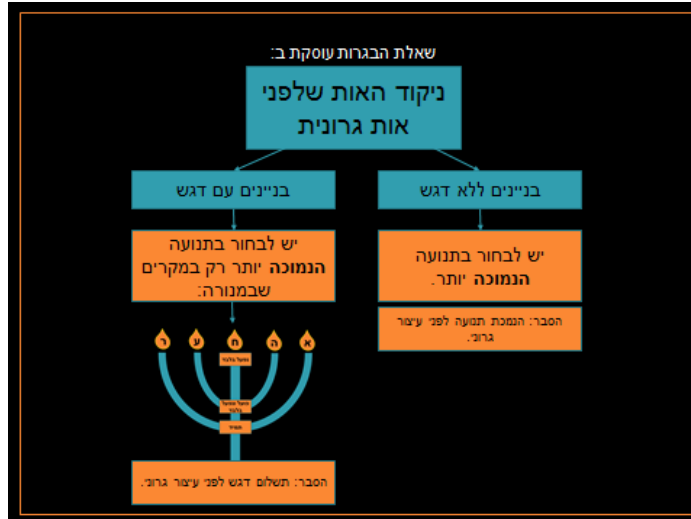 שאלת הבגרות עוסקת ב:
ניקוד האות שלפני
אות גרונית
בניינים ללא דגש
בניינים עם דגש
יש לבחור בתנועה
הנמוכה יותר.
יש לבחור בתנועה
הנמוכה יותר רק במקרים
שבמנורה:
הסבר: הנמכת תנועה לפני עיצור
גרוני.
א ה ח ע ר
תמיד
הסבר: תשלום דגש לפני עיצור גרוני.